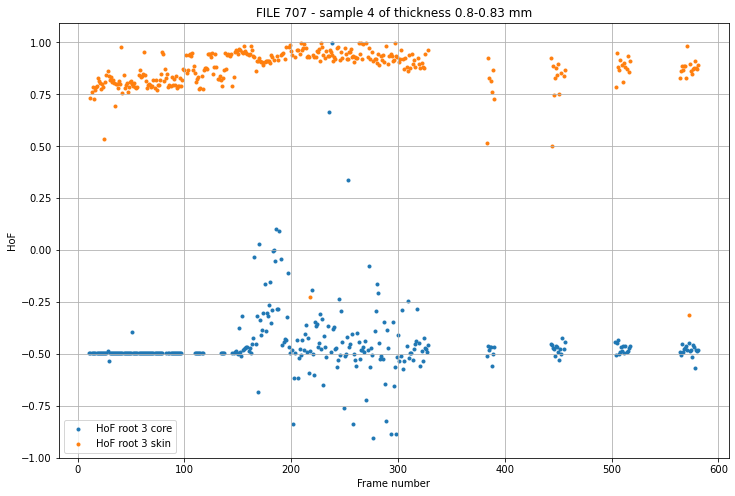 FILE 707 - sample 4 of thickness 0.8-0.83 mm
1.00
0.75
0.50
0.25
0.00
−0.25
−0.50
−0.75
−1.00
HoF
HoF root 3 core
HoF root 3 skin
0 100 200 300 400 500 600
Frame number